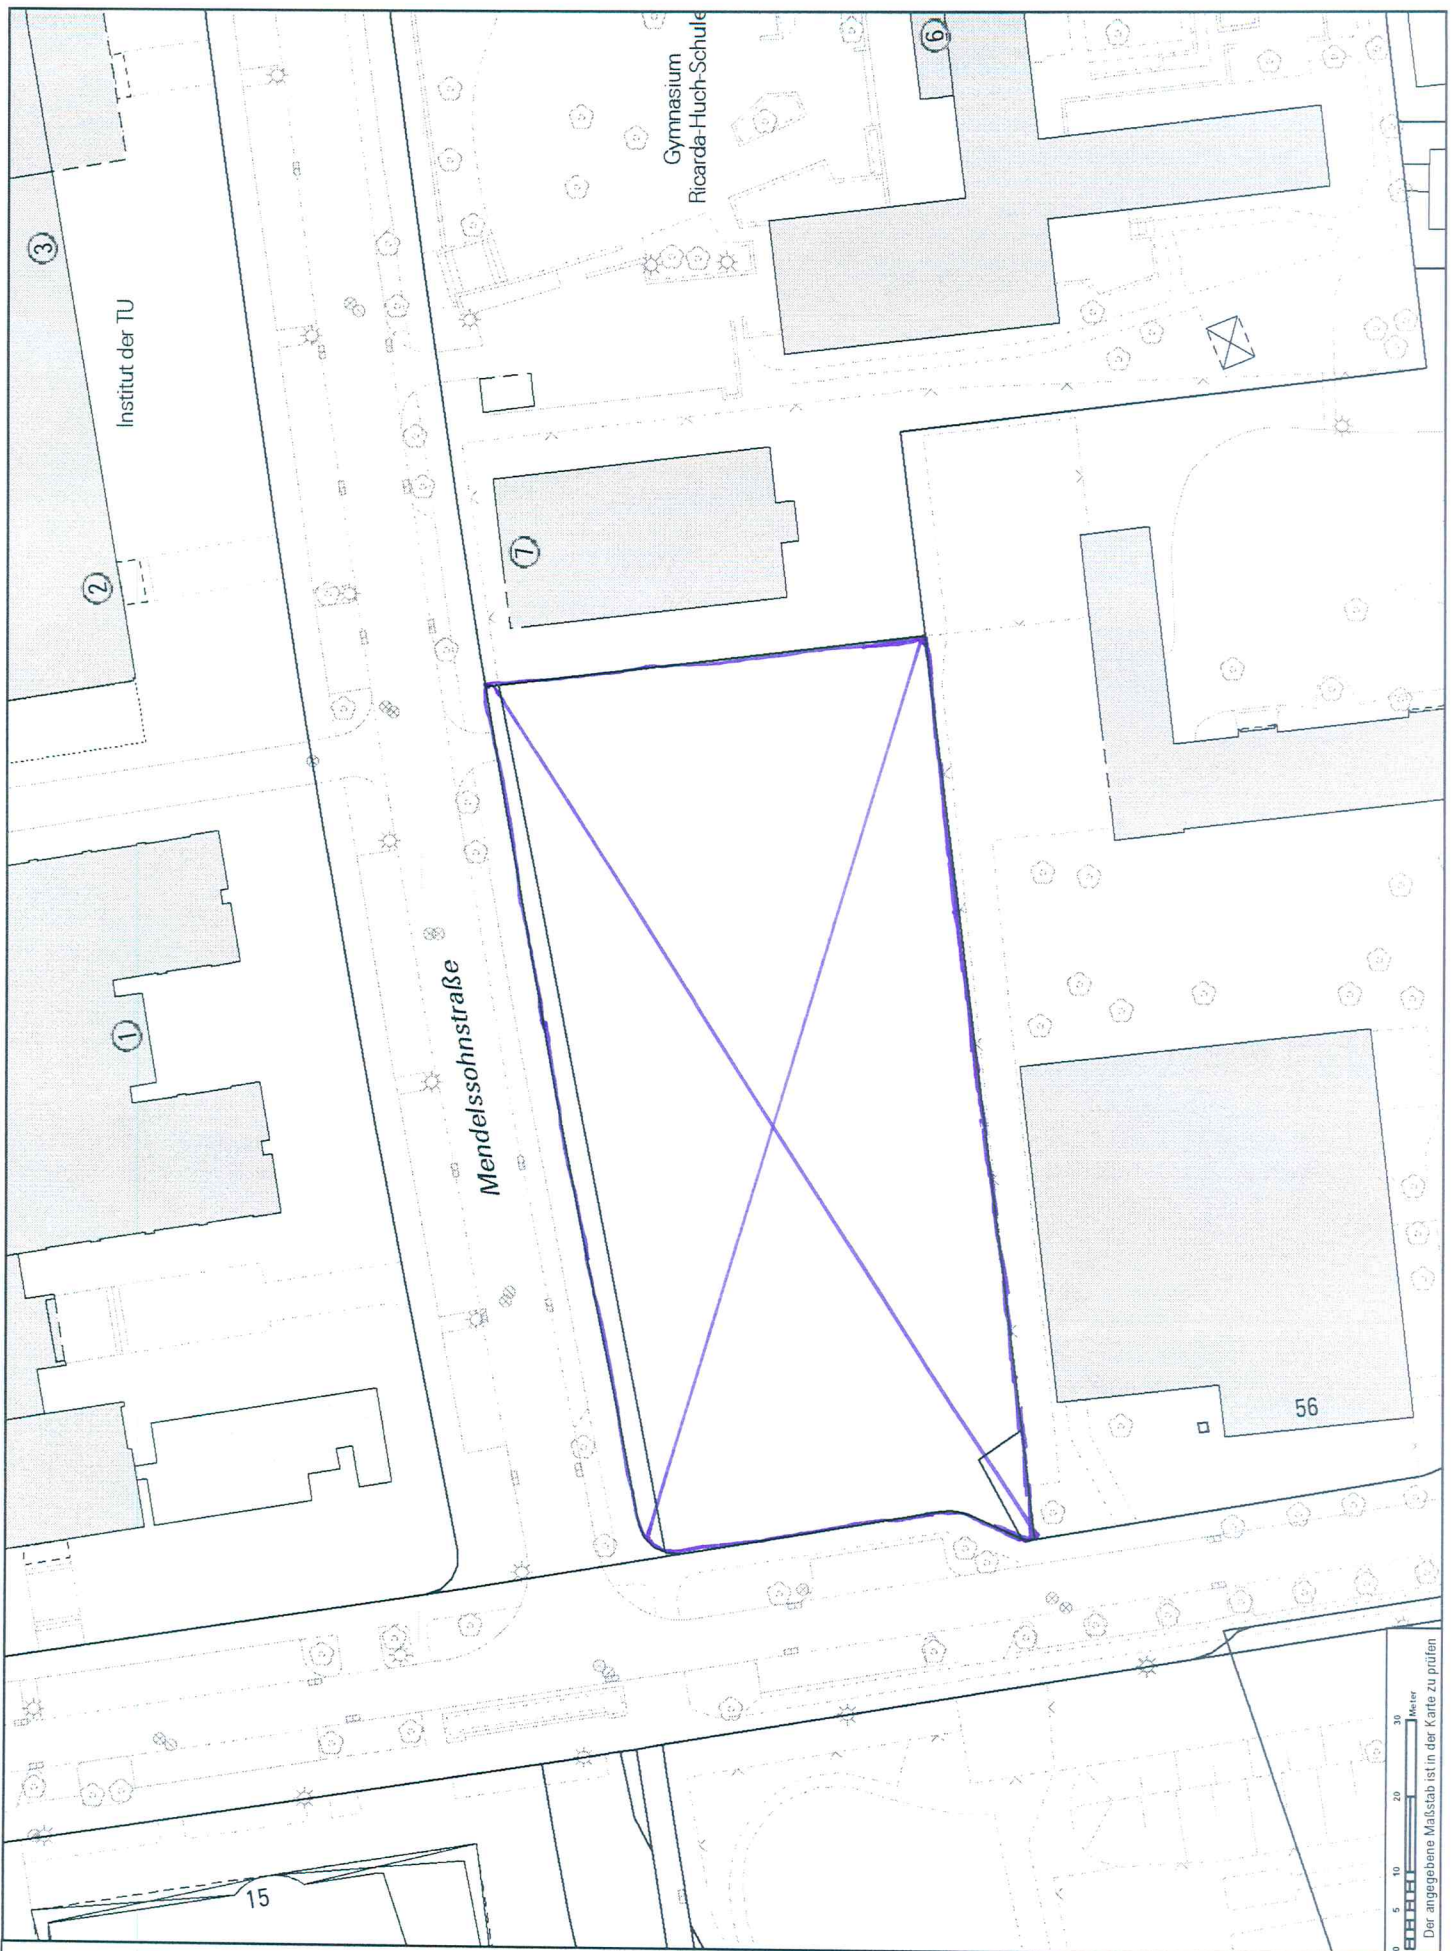 3
Institut der TU
2
1
Mendelssohnstraße
Gymnasium
Ricarda-Huch-Schule
6
7
56
15
0 5 10 20 30
Meter
Der angegebene Maßstab ist in der Karte zu prüfen